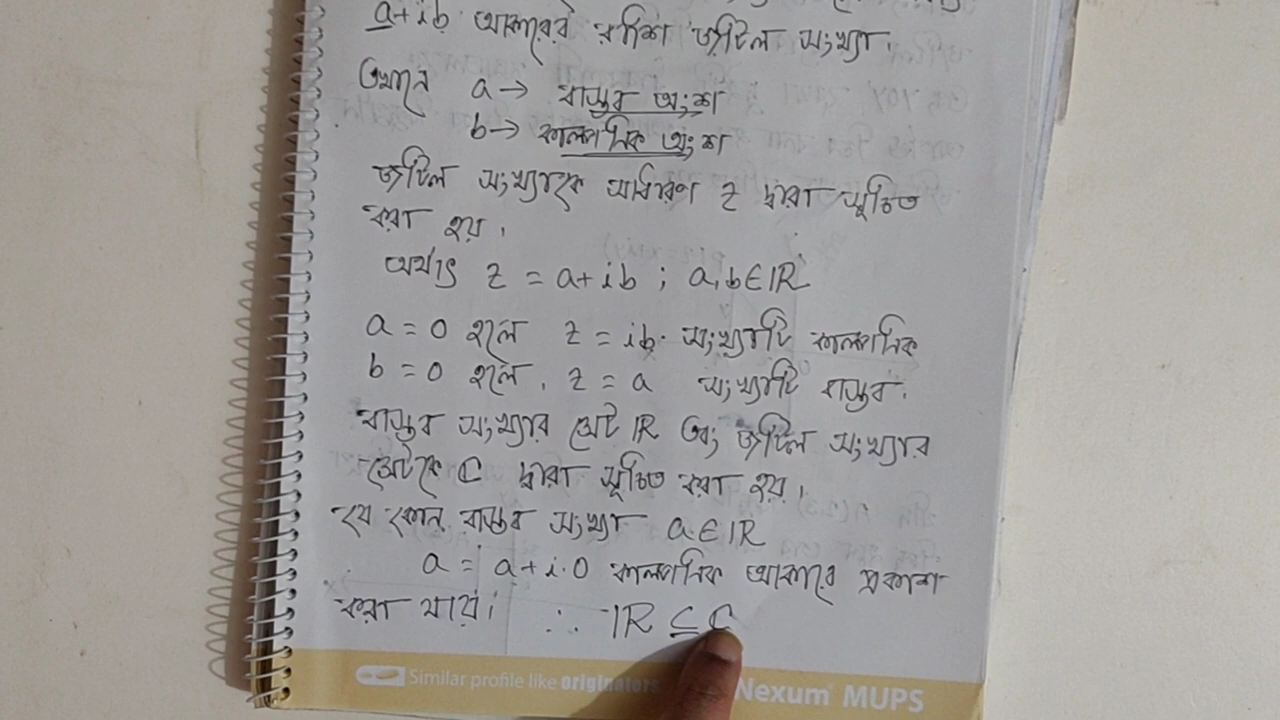 a+ib আকারের রাশি জটিল সংখ্যা।
এখানে a→ বাস্তব অংশ
b→ কাল্পনিক অংশ
জটিল সংখ্যাকে সাধারণ z দ্বারা সূচিত
করা হয়।
অর্থাৎ z = a+ib ; a,b∈IR
a = 0 হলে z = ib. সংখ্যাটি কাল্পনিক
b = 0 হলে, z = a সংখ্যাটি বাস্তব।
বাস্তব সংখ্যার সেট IR এবং জটিল সংখ্যার
সেটকে ℂ দ্বারা সূচিত করা হয়।
যে কোন বাস্তব সংখ্যা a∈IR
a = a+i.0 কাল্পনিক আকারে প্রকাশ
করা যায়। ∴ IR ⊆ ℂ
Similar profile like originators Nexum MUPS